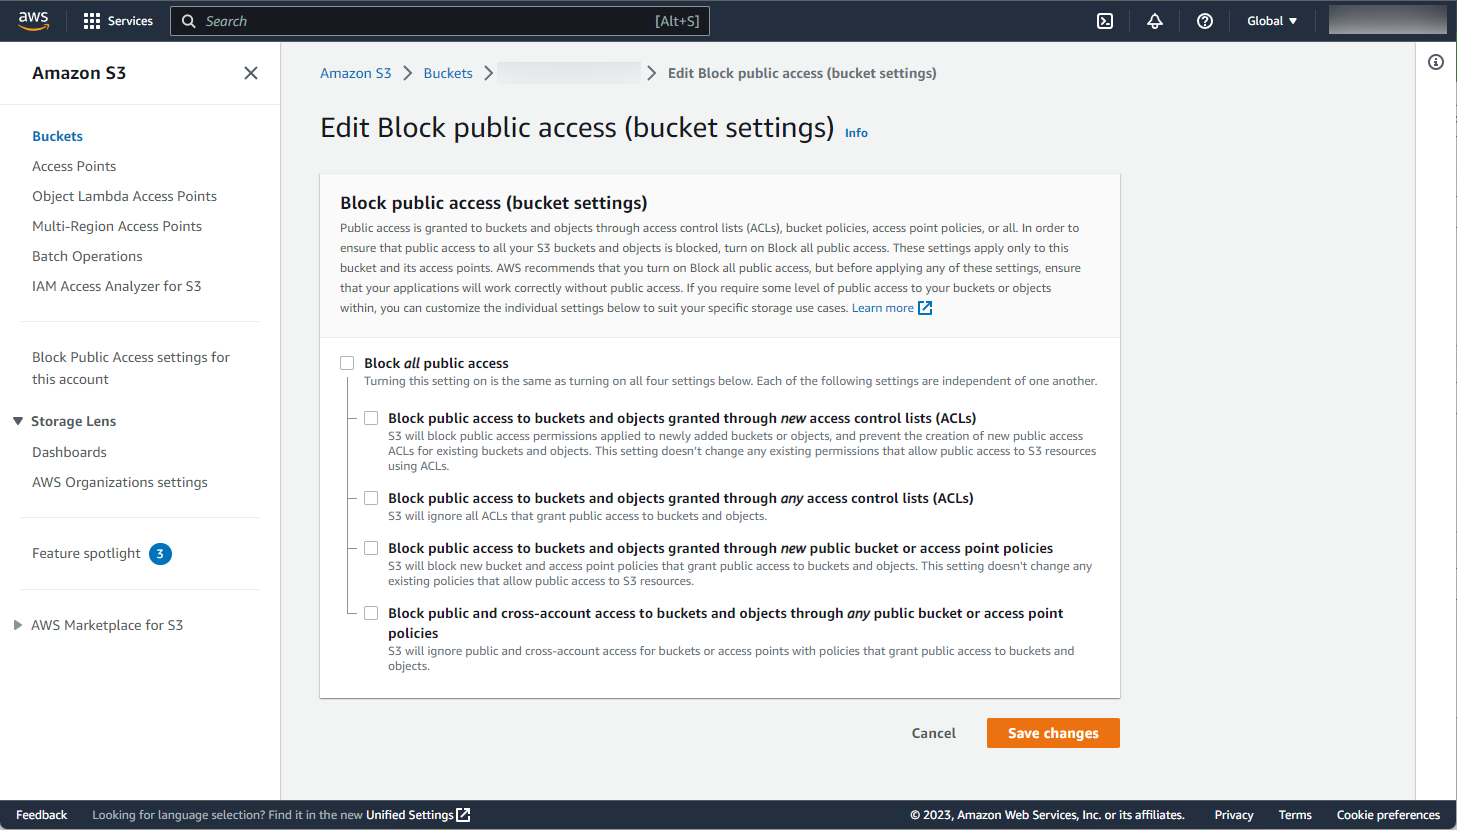 aws
Services
Search
[Alt+S]
Global
Amazon S3
Buckets
Access Points
Object Lambda Access Points
Multi-Region Access Points
Batch Operations
IAM Access Analyzer for S3
Block Public Access settings for
this account
Storage Lens
Dashboards
AWS Organizations settings
Feature spotlight 3
AWS Marketplace for S3
Amazon S3 Buckets Edit Block public access (bucket settings)
Edit Block public access (bucket settings) Info
Block public access (bucket settings)
Public access is granted to buckets and objects through access control lists (ACLs), bucket policies, access point policies, or all. In order to
ensure that public access to all your S3 buckets and objects is blocked, turn on Block all public access. These settings apply only to this
bucket and its access points. AWS recommends that you turn on Block all public access, but before applying any of these settings, ensure
that your applications will work correctly without public access. If you require some level of public access to your buckets or objects
within, you can customize the individual settings below to suit your specific storage use cases. Learn more
Block all public access
Turning this setting on is the same as turning on all four settings below. Each of the following settings are independent of one another.
Block public access to buckets and objects granted through new access control lists (ACLs)
S3 will block public access permissions applied to newly added buckets or objects, and prevent the creation of new public access
ACLs for existing buckets and objects. This setting doesn't change any existing permissions that allow public access to S3 resources
using ACLs.
Block public access to buckets and objects granted through any access control lists (ACLs)
S3 will ignore all ACLs that grant public access to buckets and objects.
Block public access to buckets and objects granted through new public bucket or access point policies
S3 will block new bucket and access point policies that grant public access to buckets and objects. This setting doesn't change any
existing policies that allow public access to S3 resources.
Block public and cross-account access to buckets and objects through any public bucket or access point
policies
S3 will ignore public and cross-account access for buckets or access points with policies that grant public access to buckets and
objects.
Cancel
Save changes
Feedback
Looking for language selection? Find it in the new Unified Settings
© 2023, Amazon Web Services, Inc. or its affiliates.
Privacy
Terms
Cookie preferences